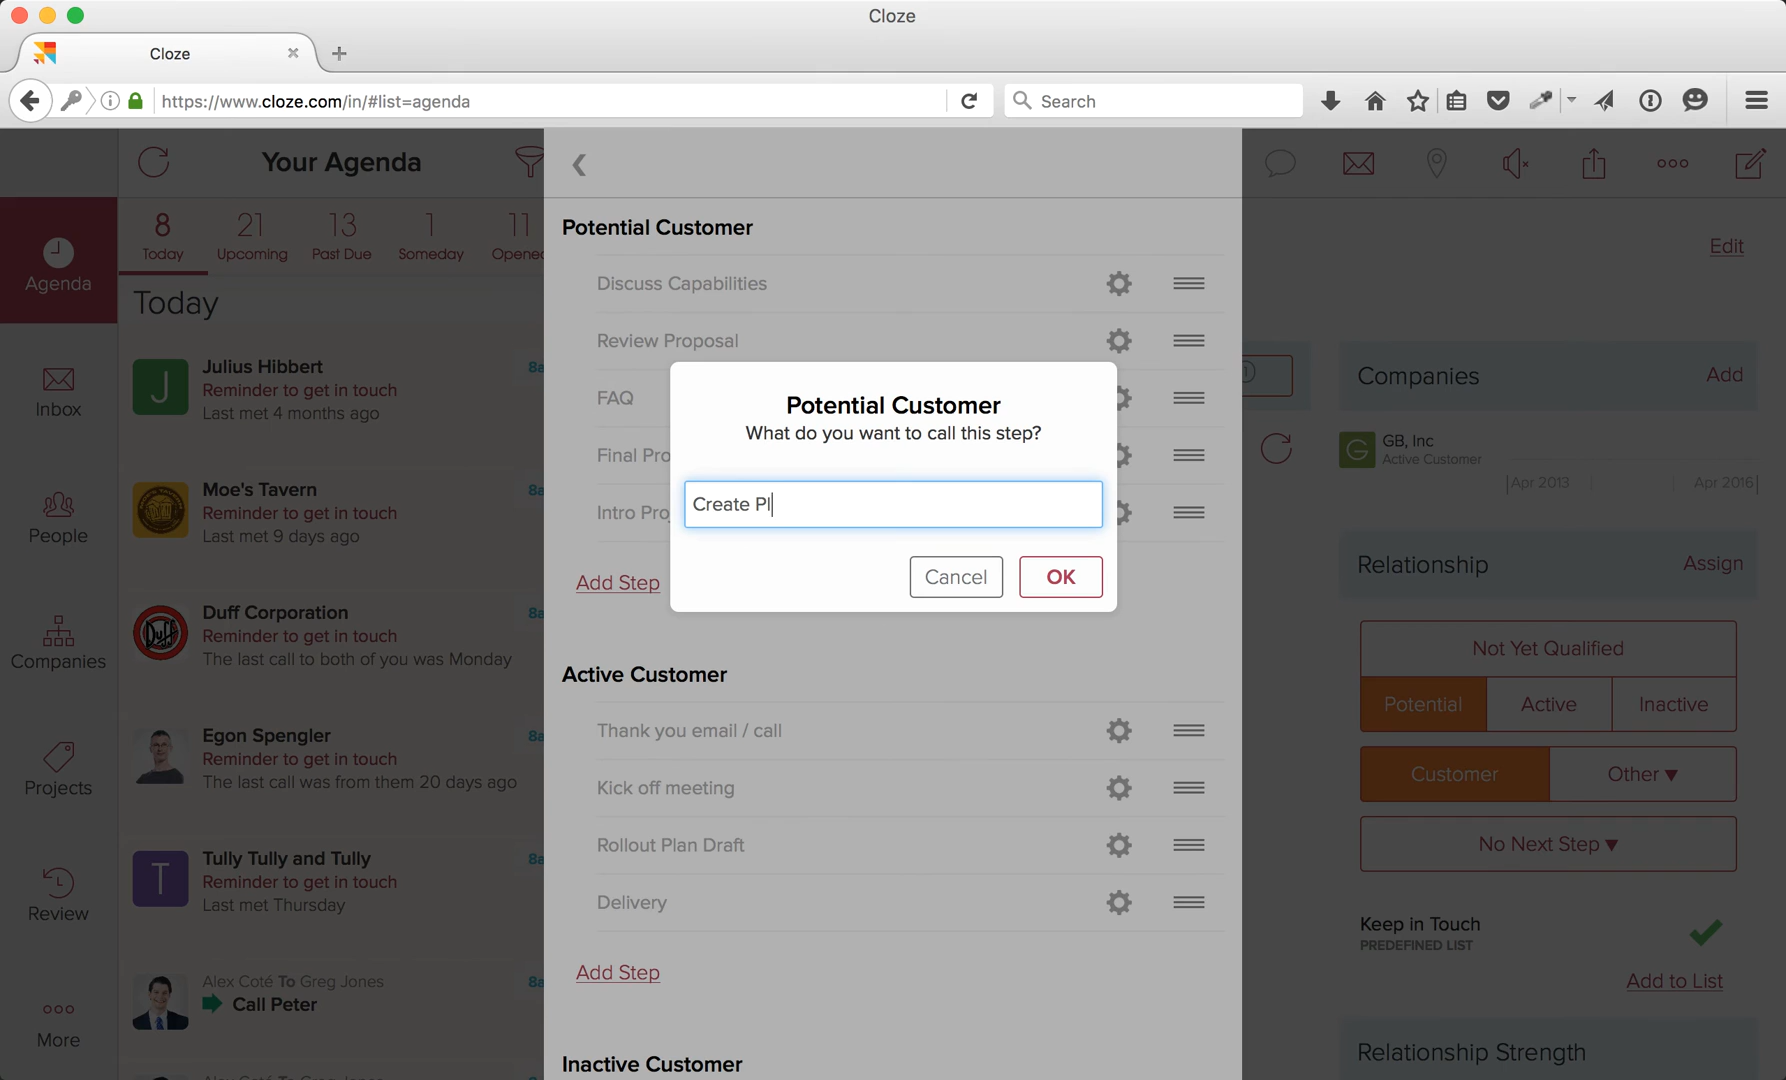 Cloze
Cloze
https://www.cloze.com/in/#list=agenda
Search
Your Agenda
8
Today
21
Upcoming
13
Past Due
1
Someday
11
Opened
Agenda
Inbox
People
Companies
Projects
Review
More
Today
J
Julius Hibbert
Reminder to get in touch
Last met 4 months ago
8a
Moe's Tavern
Reminder to get in touch
Last met 9 days ago
8a
Duff
Duff Corporation
Reminder to get in touch
The last call to both of you was Monday
8a
Egon Spengler
Reminder to get in touch
The last call was from them 20 days ago
8a
T
Tully Tully and Tully
Reminder to get in touch
Last met Thursday
8a
Alex Coté To Greg Jones
Call Peter
8a
Potential Customer
Discuss Capabilities
Review Proposal
FAQ
Final Pro
Intro Proj
Add Step
Potential Customer
What do you want to call this step?
Create Pl
Cancel
OK
Active Customer
Thank you email / call
Kick off meeting
Rollout Plan Draft
Delivery
Add Step
Inactive Customer
Edit
Companies
Add
G
GB, Inc
Active Customer
Apr 2013
Apr 2016
Relationship
Assign
Not Yet Qualified
Potential
Active
Inactive
Customer
Other ▼
No Next Step ▼
Keep in Touch
PREDEFINED LIST
Add to List
Relationship Strength